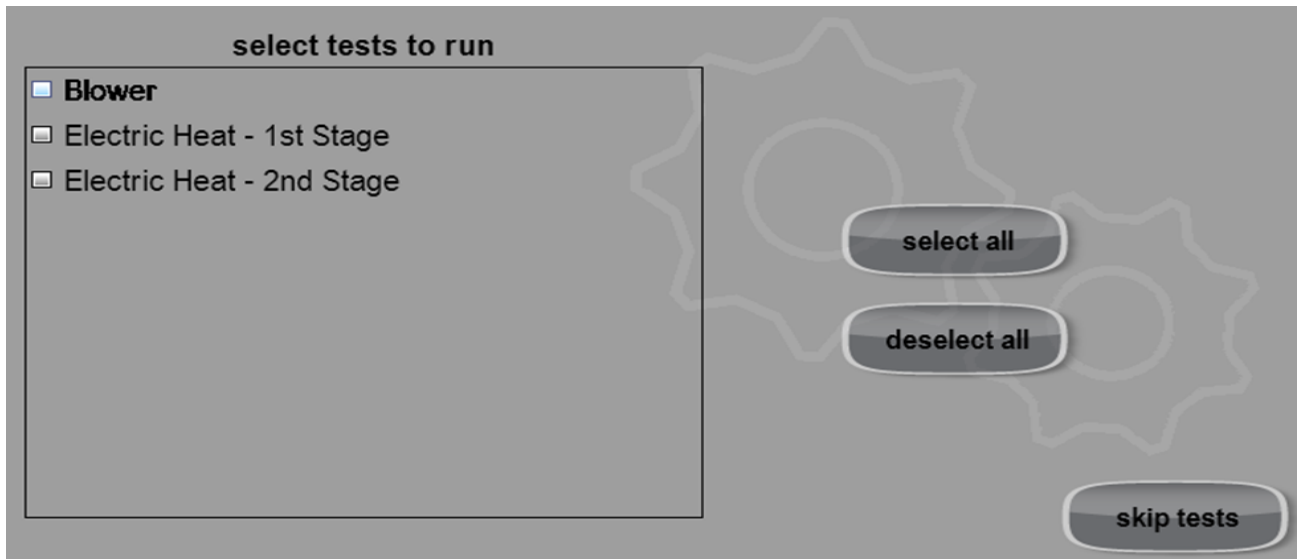 select tests to run
Blower
Electric Heat - 1st Stage
Electric Heat - 2nd Stage
select all
deselect all
skip tests